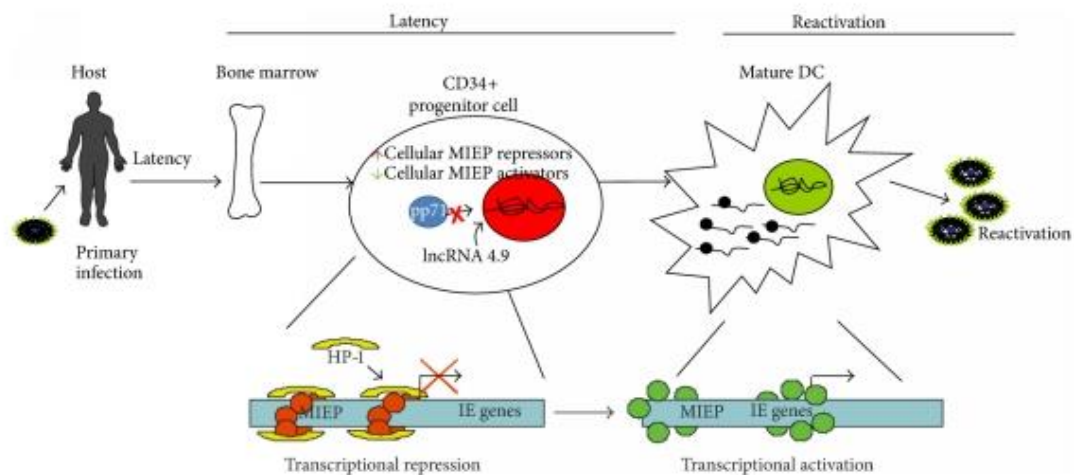 Latency
Reactivation
Host
Bone marrow
Mature DC
CD34+
progenitor cell
Latency
↑Cellular MIEP repressors
↓Cellular MIEP activators
pp71
lncRNA 4.9
Primary
infection
Reactivation
HP-1
MIEP
IE genes
MIEP
IE genes
Transcriptional repression
Transcriptional activation